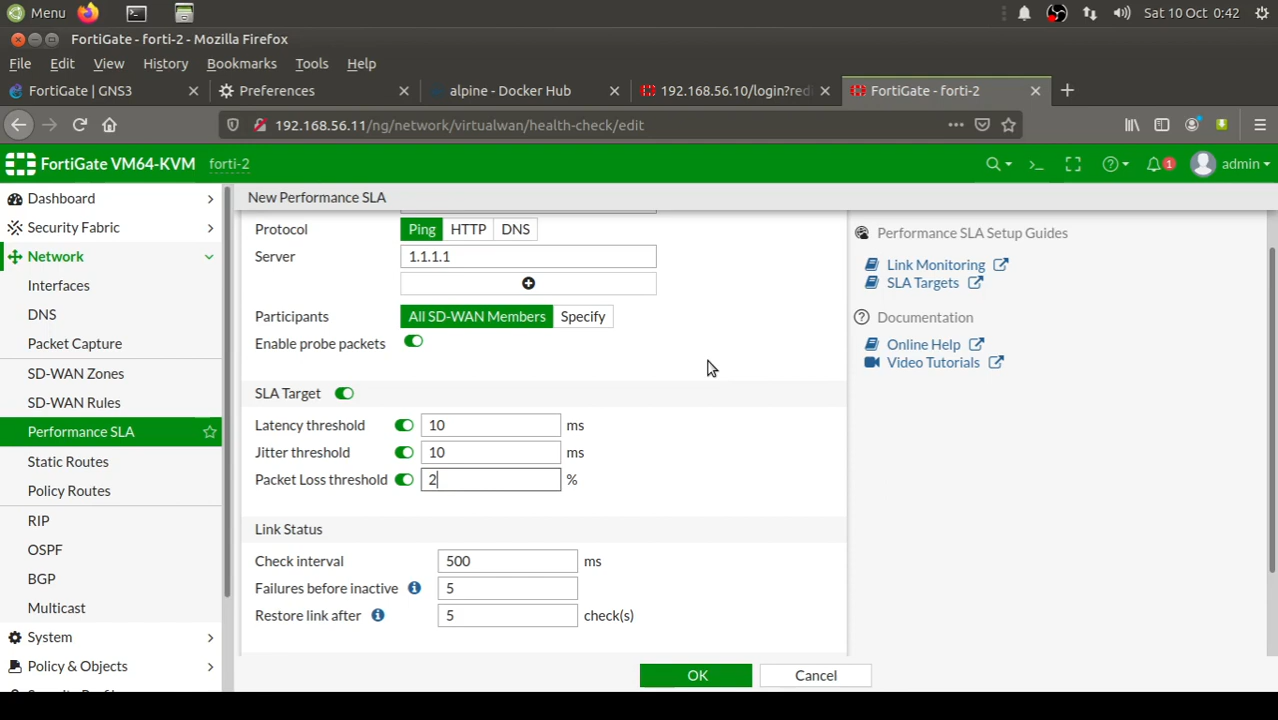 Menu Sat 10 Oct 0:42
FortiGate - forti-2 - Mozilla Firefox
File Edit View History Bookmarks Tools Help
FortiGate | GNS3 Preferences alpine - Docker Hub 192.168.56.10/login?redi FortiGate - forti-2
192.168.56.11/ng/network/virtualwan/health-check/edit
FortiGate VM64-KVM forti-2 1 admin
Dashboard
Security Fabric
Network
Interfaces
DNS
Packet Capture
SD-WAN Zones
SD-WAN Rules
Performance SLA
Static Routes
Policy Routes
RIP
OSPF
BGP
Multicast
System
Policy & Objects
New Performance SLA
Protocol Ping HTTP DNS
Server 1.1.1.1
Participants All SD-WAN Members Specify
Enable probe packets
SLA Target
Latency threshold 10 ms
Jitter threshold 10 ms
Packet Loss threshold 2 %
Link Status
Check interval 500 ms
Failures before inactive 5
Restore link after 5 check(s)
OK Cancel
Performance SLA Setup Guides
Link Monitoring
SLA Targets
Documentation
Online Help
Video Tutorials